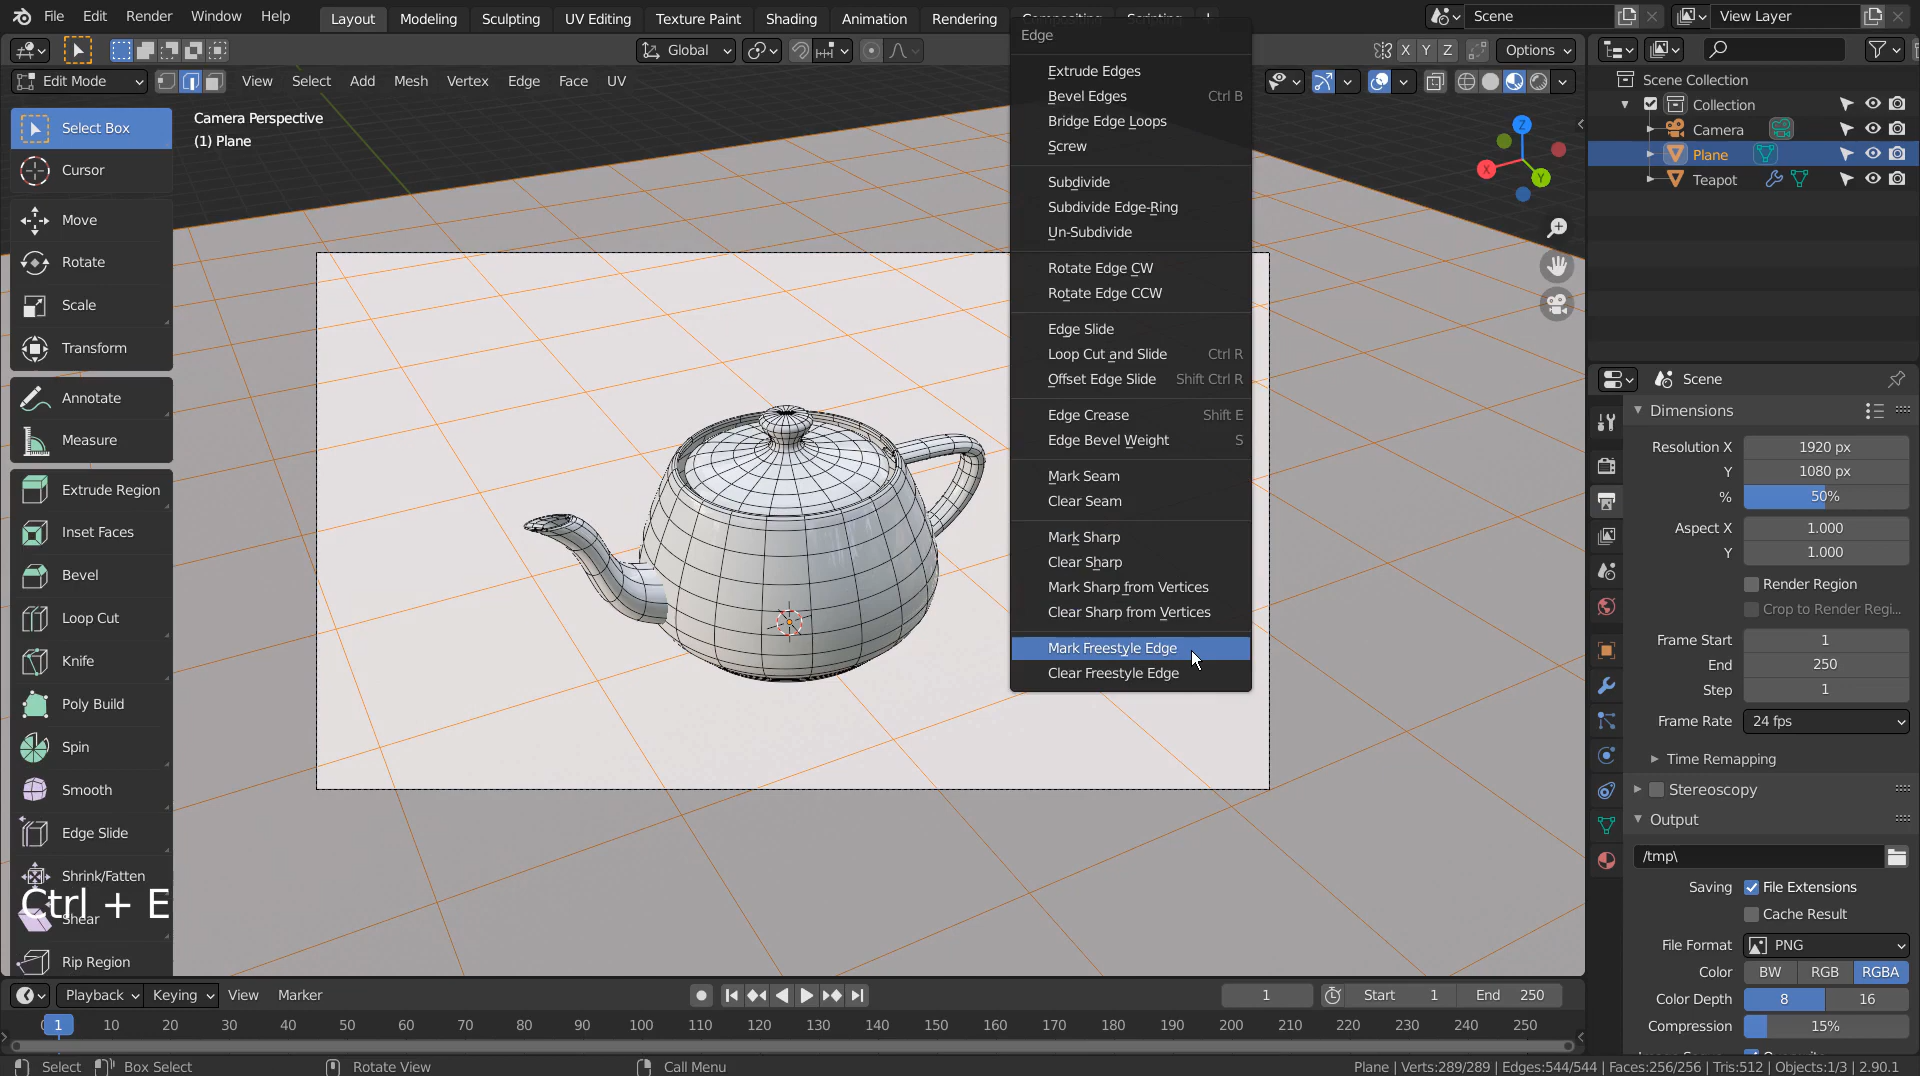 File Edit Render Window Help
Layout Modeling Sculpting UV Editing Texture Paint Shading Animation Rendering Compositing Scripting +
Scene
View Layer
Global
X Y Z
Options
Edit Mode
View Select Add Mesh Vertex Edge Face UV
Select Box
Cursor
Move
Rotate
Scale
Transform
Annotate
Measure
Extrude Region
Inset Faces
Bevel
Loop Cut
Knife
Poly Build
Spin
Smooth
Edge Slide
Shrink/Fatten
Shear
Rip Region
Ctrl + E
Camera Perspective
(1) Plane
Edge
Extrude Edges
Bevel Edges Ctrl B
Bridge Edge Loops
Screw
Subdivide
Subdivide Edge-Ring
Un-Subdivide
Rotate Edge CW
Rotate Edge CCW
Edge Slide
Loop Cut and Slide Ctrl R
Offset Edge Slide Shift Ctrl R
Edge Crease Shift E
Edge Bevel Weight S
Mark Seam
Clear Seam
Mark Sharp
Clear Sharp
Mark Sharp from Vertices
Clear Sharp from Vertices
Mark Freestyle Edge
Clear Freestyle Edge
Z
X
Y
Scene Collection
Collection
Camera
Plane
Teapot
Scene
Dimensions
Resolution X 1920 px
Y 1080 px
% 50%
Aspect X 1.000
Y 1.000
Render Region
Crop to Render Regi...
Frame Start 1
End 250
Step 1
Frame Rate 24 fps
Time Remapping
Stereoscopy
Output
/tmp\
Saving File Extensions
Cache Result
File Format PNG
Color BW RGB RGBA
Color Depth 8 16
Compression 15%
Playback Keying View Marker
1
Start 1 End 250
1 10 20 30 40 50 60 70 80 90 100 110 120 130 140 150 160 170 180 190 200 210 220 230 240 250
Select Box Select Rotate View Call Menu
Plane | Verts:289/289 | Edges:544/544 | Faces:256/256 | Tris:512 | Objects:1/3 | 2.90.1